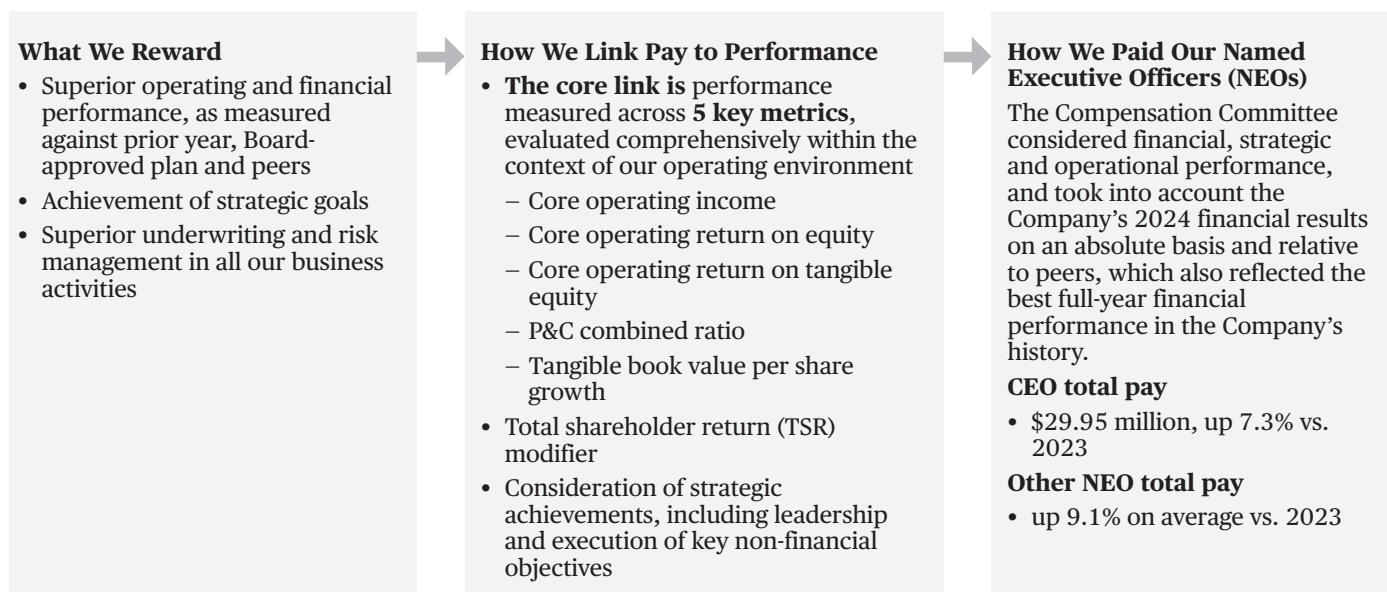 What We Reward
• Superior operating and financial
performance, as measured
against prior year, Board-
approved plan and peers
• Achievement of strategic goals
• Superior underwriting and risk
management in all our business
activities
How We Link Pay to Performance
• The core link is performance
measured across 5 key metrics,
evaluated comprehensively within the
context of our operating environment
– Core operating income
– Core operating return on equity
– Core operating return on tangible
equity
– P&C combined ratio
– Tangible book value per share
growth
• Total shareholder return (TSR)
modifier
• Consideration of strategic
achievements, including leadership
and execution of key non-financial
objectives
How We Paid Our Named
Executive Officers (NEOs)
The Compensation Committee
considered financial, strategic
and operational performance,
and took into account the
Company’s 2024 financial results
on an absolute basis and relative
to peers, which also reflected the
best full-year financial
performance in the Company’s
history.
CEO total pay
• $29.95 million, up 7.3% vs.
2023
Other NEO total pay
• up 9.1% on average vs. 2023